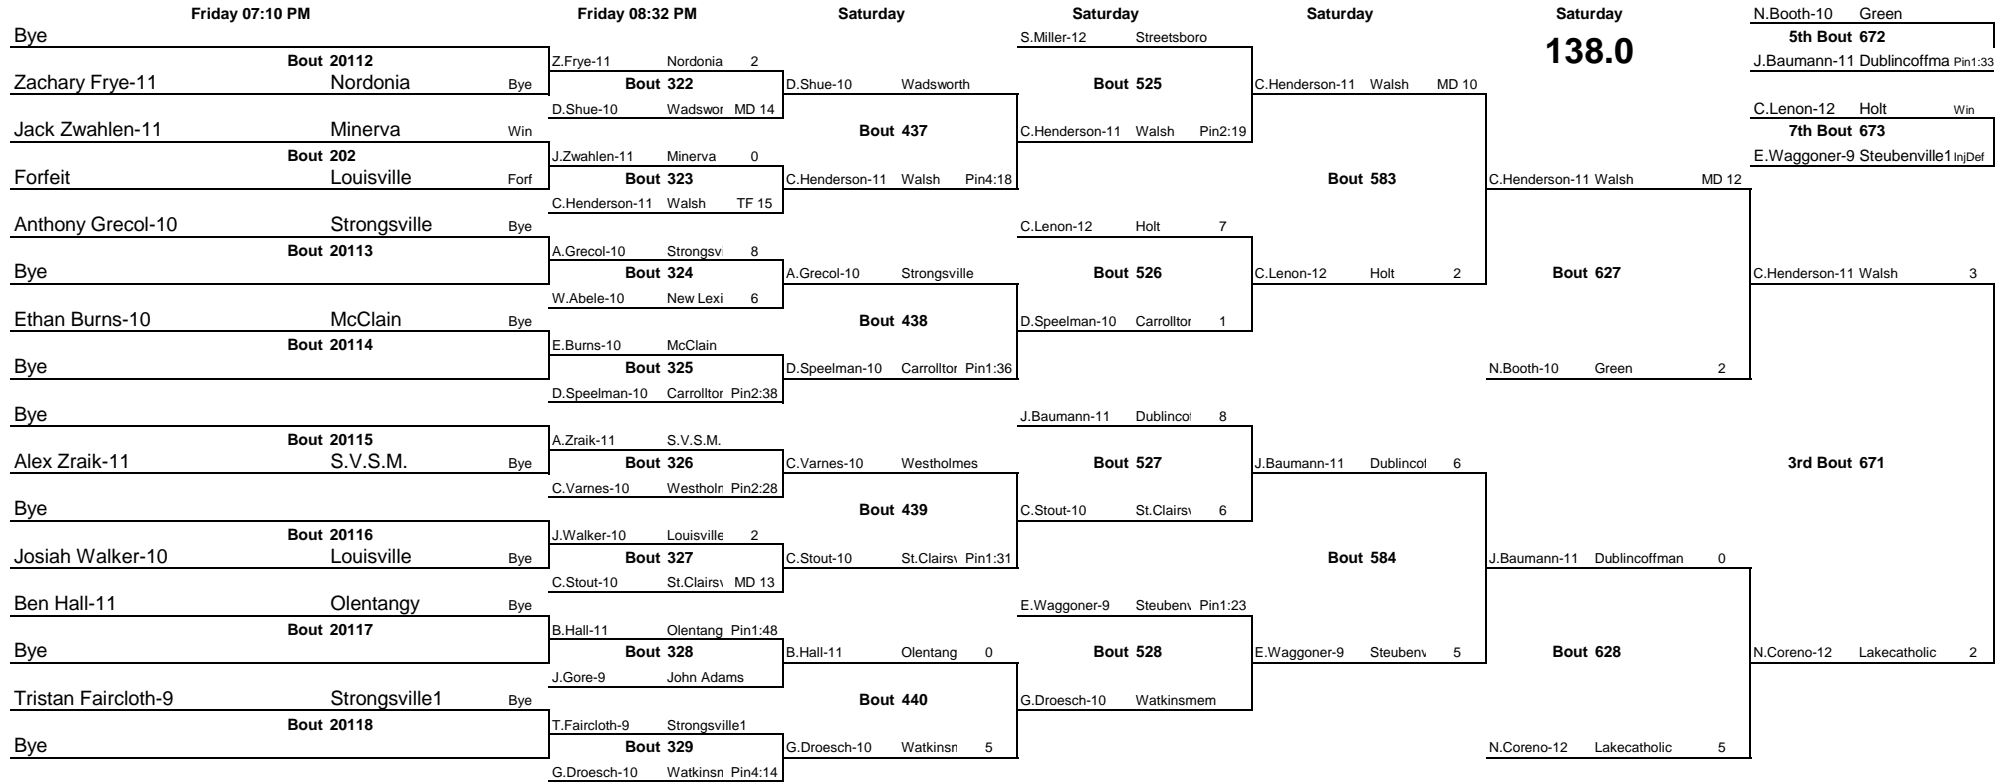 Friday 07:10 PM Friday 08:32 PM Saturday Saturday Saturday Saturday
138.0
Bye
Bout 20112
Zachary Frye-11 Nordonia Bye
Jack Zwahlen-11 Minerva Win
Bout 202
Forfeit Louisville Forf
Anthony Grecol-10 Strongsville Bye
Bout 20113
Bye
Ethan Burns-10 McClain Bye
Bout 20114
Bye
Bye
Bout 20115
Alex Zraik-11 S.V.S.M. Bye
Bye
Bout 20116
Josiah Walker-10 Louisville Bye
Ben Hall-11 Olentangy Bye
Bout 20117
Bye
Tristan Faircloth-9 Strongsville1 Bye
Bout 20118
Bye
Z.Frye-11 Nordonia 2
Bout 322
D.Shue-10 Wadswor MD 14
J.Zwahlen-11 Minerva 0
Bout 323
C.Henderson-11 Walsh TF 15
A.Grecol-10 Strongsvi 8
Bout 324
W.Abele-10 New Lexi 6
E.Burns-10 McClain
Bout 325
D.Speelman-10 Carrollton Pin2:38
A.Zraik-11 S.V.S.M.
Bout 326
C.Varnes-10 Westholm Pin2:28
J.Walker-10 Louisville 2
Bout 327
C.Stout-10 St.Clairsv MD 13
B.Hall-11 Olentang Pin1:48
Bout 328
J.Gore-9 John Adams
T.Faircloth-9 Strongsville1
Bout 329
G.Droesch-10 Watkinsm Pin4:14
D.Shue-10 Wadsworth
Bout 437
C.Henderson-11 Walsh Pin4:18
A.Grecol-10 Strongsville
Bout 438
D.Speelman-10 Carrollton Pin1:36
C.Varnes-10 Westholmes
Bout 439
C.Stout-10 St.Clairsv Pin1:31
B.Hall-11 Olentang 0
Bout 440
G.Droesch-10 Watkinsm 5
S.Miller-12 Streetsboro
Bout 525
C.Henderson-11 Walsh Pin2:19
C.Lenon-12 Holt 7
Bout 526
D.Speelman-10 Carrollton 1
J.Baumann-11 Dublincof 8
Bout 527
C.Stout-10 St.Clairsv 6
E.Waggoner-9 Steubenv Pin1:23
Bout 528
G.Droesch-10 Watkinsmem
C.Henderson-11 Walsh MD 10
Bout 583
C.Lenon-12 Holt 2
J.Baumann-11 Dublincof 6
Bout 584
E.Waggoner-9 Steubenv 5
C.Henderson-11 Walsh MD 12
Bout 627
N.Booth-10 Green 2
J.Baumann-11 Dublincoffman 0
Bout 628
N.Coreno-12 Lakecatholic 5
N.Booth-10 Green
5th Bout 672
J.Baumann-11 Dublincoffma Pin1:33
C.Lenon-12 Holt Win
7th Bout 673
E.Waggoner-9 Steubenville1 InjDef
C.Henderson-11 Walsh 3
3rd Bout 671
N.Coreno-12 Lakecatholic 2